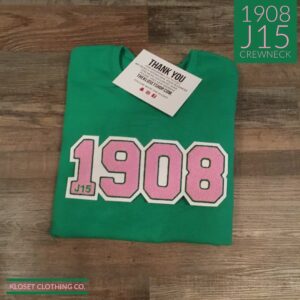 1908
J15
CREWNECK
THANK YOU
1908
J15
KLOSET CLOTHING CO.